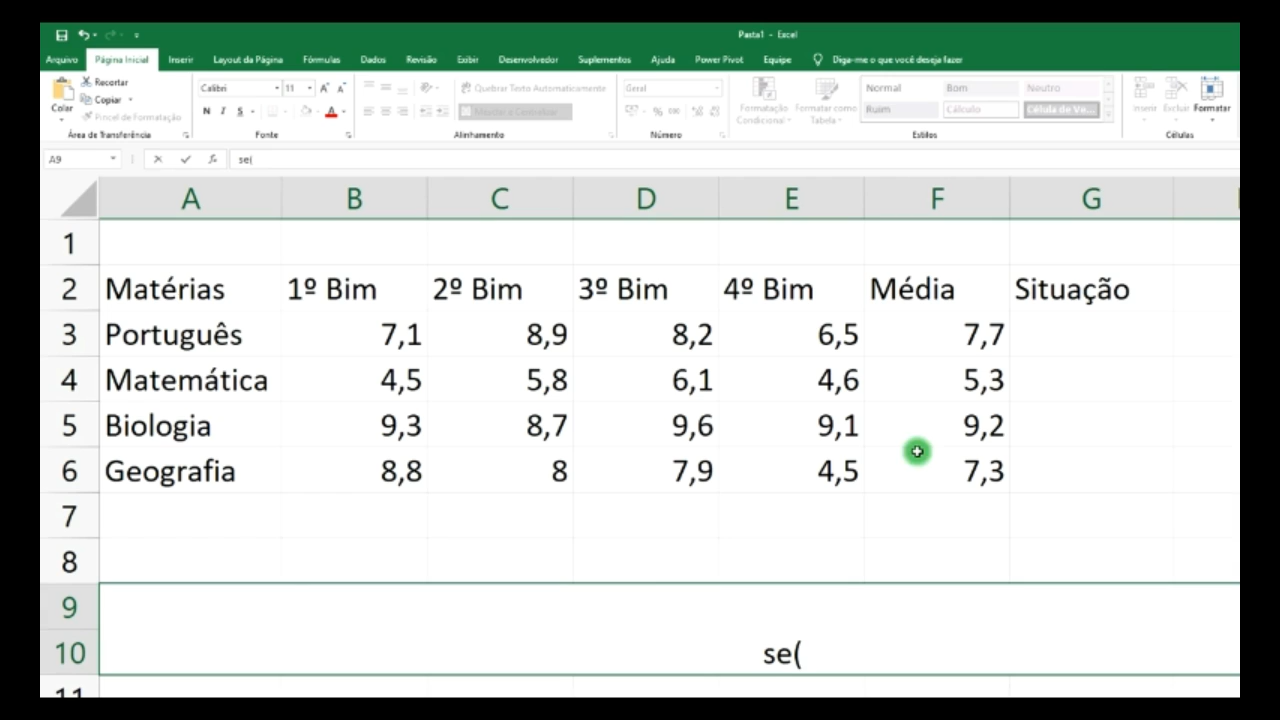 Pasta1 - Excel
Arquivo Página Inicial Inserir Layout da Página Fórmulas Dados Revisão Exibir Desenvolvedor Suplementos Ajuda Power Pivot Equipe Diga-me o que você deseja fazer
Colar Recortar
Copiar
Pincel de Formatação
Área de Transferência
Calibri 11
N I S
Fonte
Quebrar Texto Automaticamente
Mesclar e Centralizar
Alinhamento
Geral
% 000
Número
Formatação Condicional
Formatar como Tabela
Normal Bom Neutro
Ruim Cálculo Célula de Ve...
Estilos
Inserir Excluir Formatar
Células
A9 se(
A B C D E F G
1
2 Matérias 1º Bim 2º Bim 3º Bim 4º Bim Média Situação
3 Português 7,1 8,9 8,2 6,5 7,7
4 Matemática 4,5 5,8 6,1 4,6 5,3
5 Biologia 9,3 8,7 9,6 9,1 9,2
6 Geografia 8,8 8 7,9 4,5 7,3
7
8
9
10 se(
11